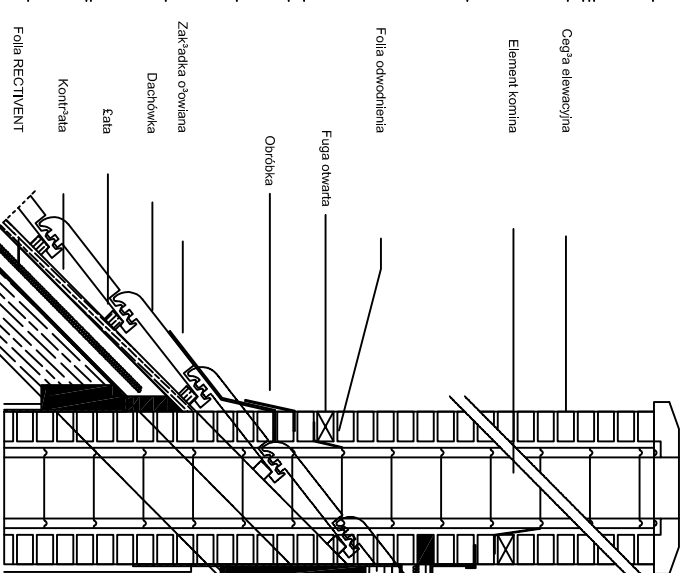 Folia RECTIVENT
Kontr³ata
£ata
Dachówka
Zak³adka o³owiana
Obróbka
Fuga otwarta
Folia odwodnienia
Element komina
Ceg³a elewacyjna